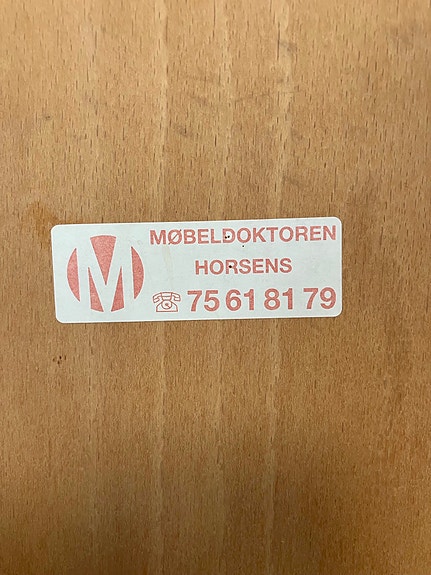 M
MØBELDOKTOREN
HORSENS
75 61 81 79